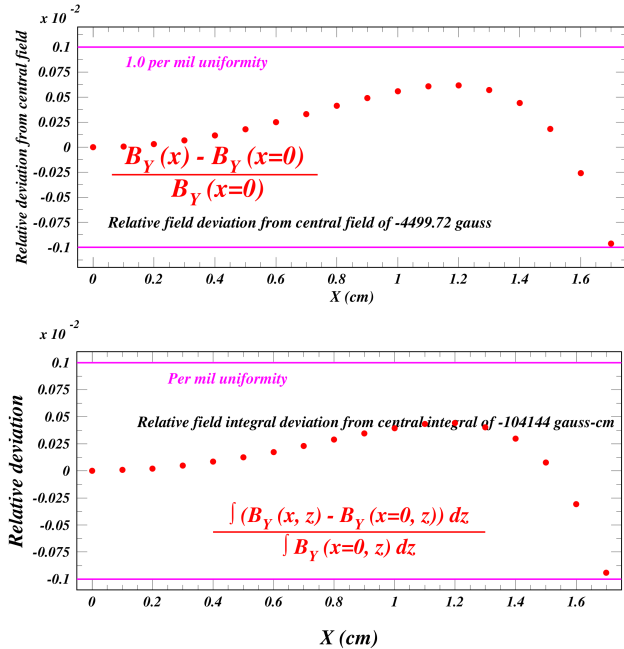 x 10 -2
Relative deviation from central field
0.1
0.075
0.05
0.025
0
-0.025
-0.05
-0.075
-0.1
1.0 per mil uniformity
B_Y (x) - B_Y (x=0)
B_Y (x=0)
Relative field deviation from central field of -4499.72 gauss
0 0.2 0.4 0.6 0.8 1 1.2 1.4 1.6
X (cm)
x 10 -2
Relative deviation
0.1
0.075
0.05
0.025
0
-0.025
-0.05
-0.075
-0.1
Per mil uniformity
Relative field integral deviation from central integral of -104144 gauss-cm
∫ (B_Y (x, z) - B_Y (x=0, z)) dz
∫ B_Y (x=0, z) dz
0 0.2 0.4 0.6 0.8 1 1.2 1.4 1.6
X (cm)